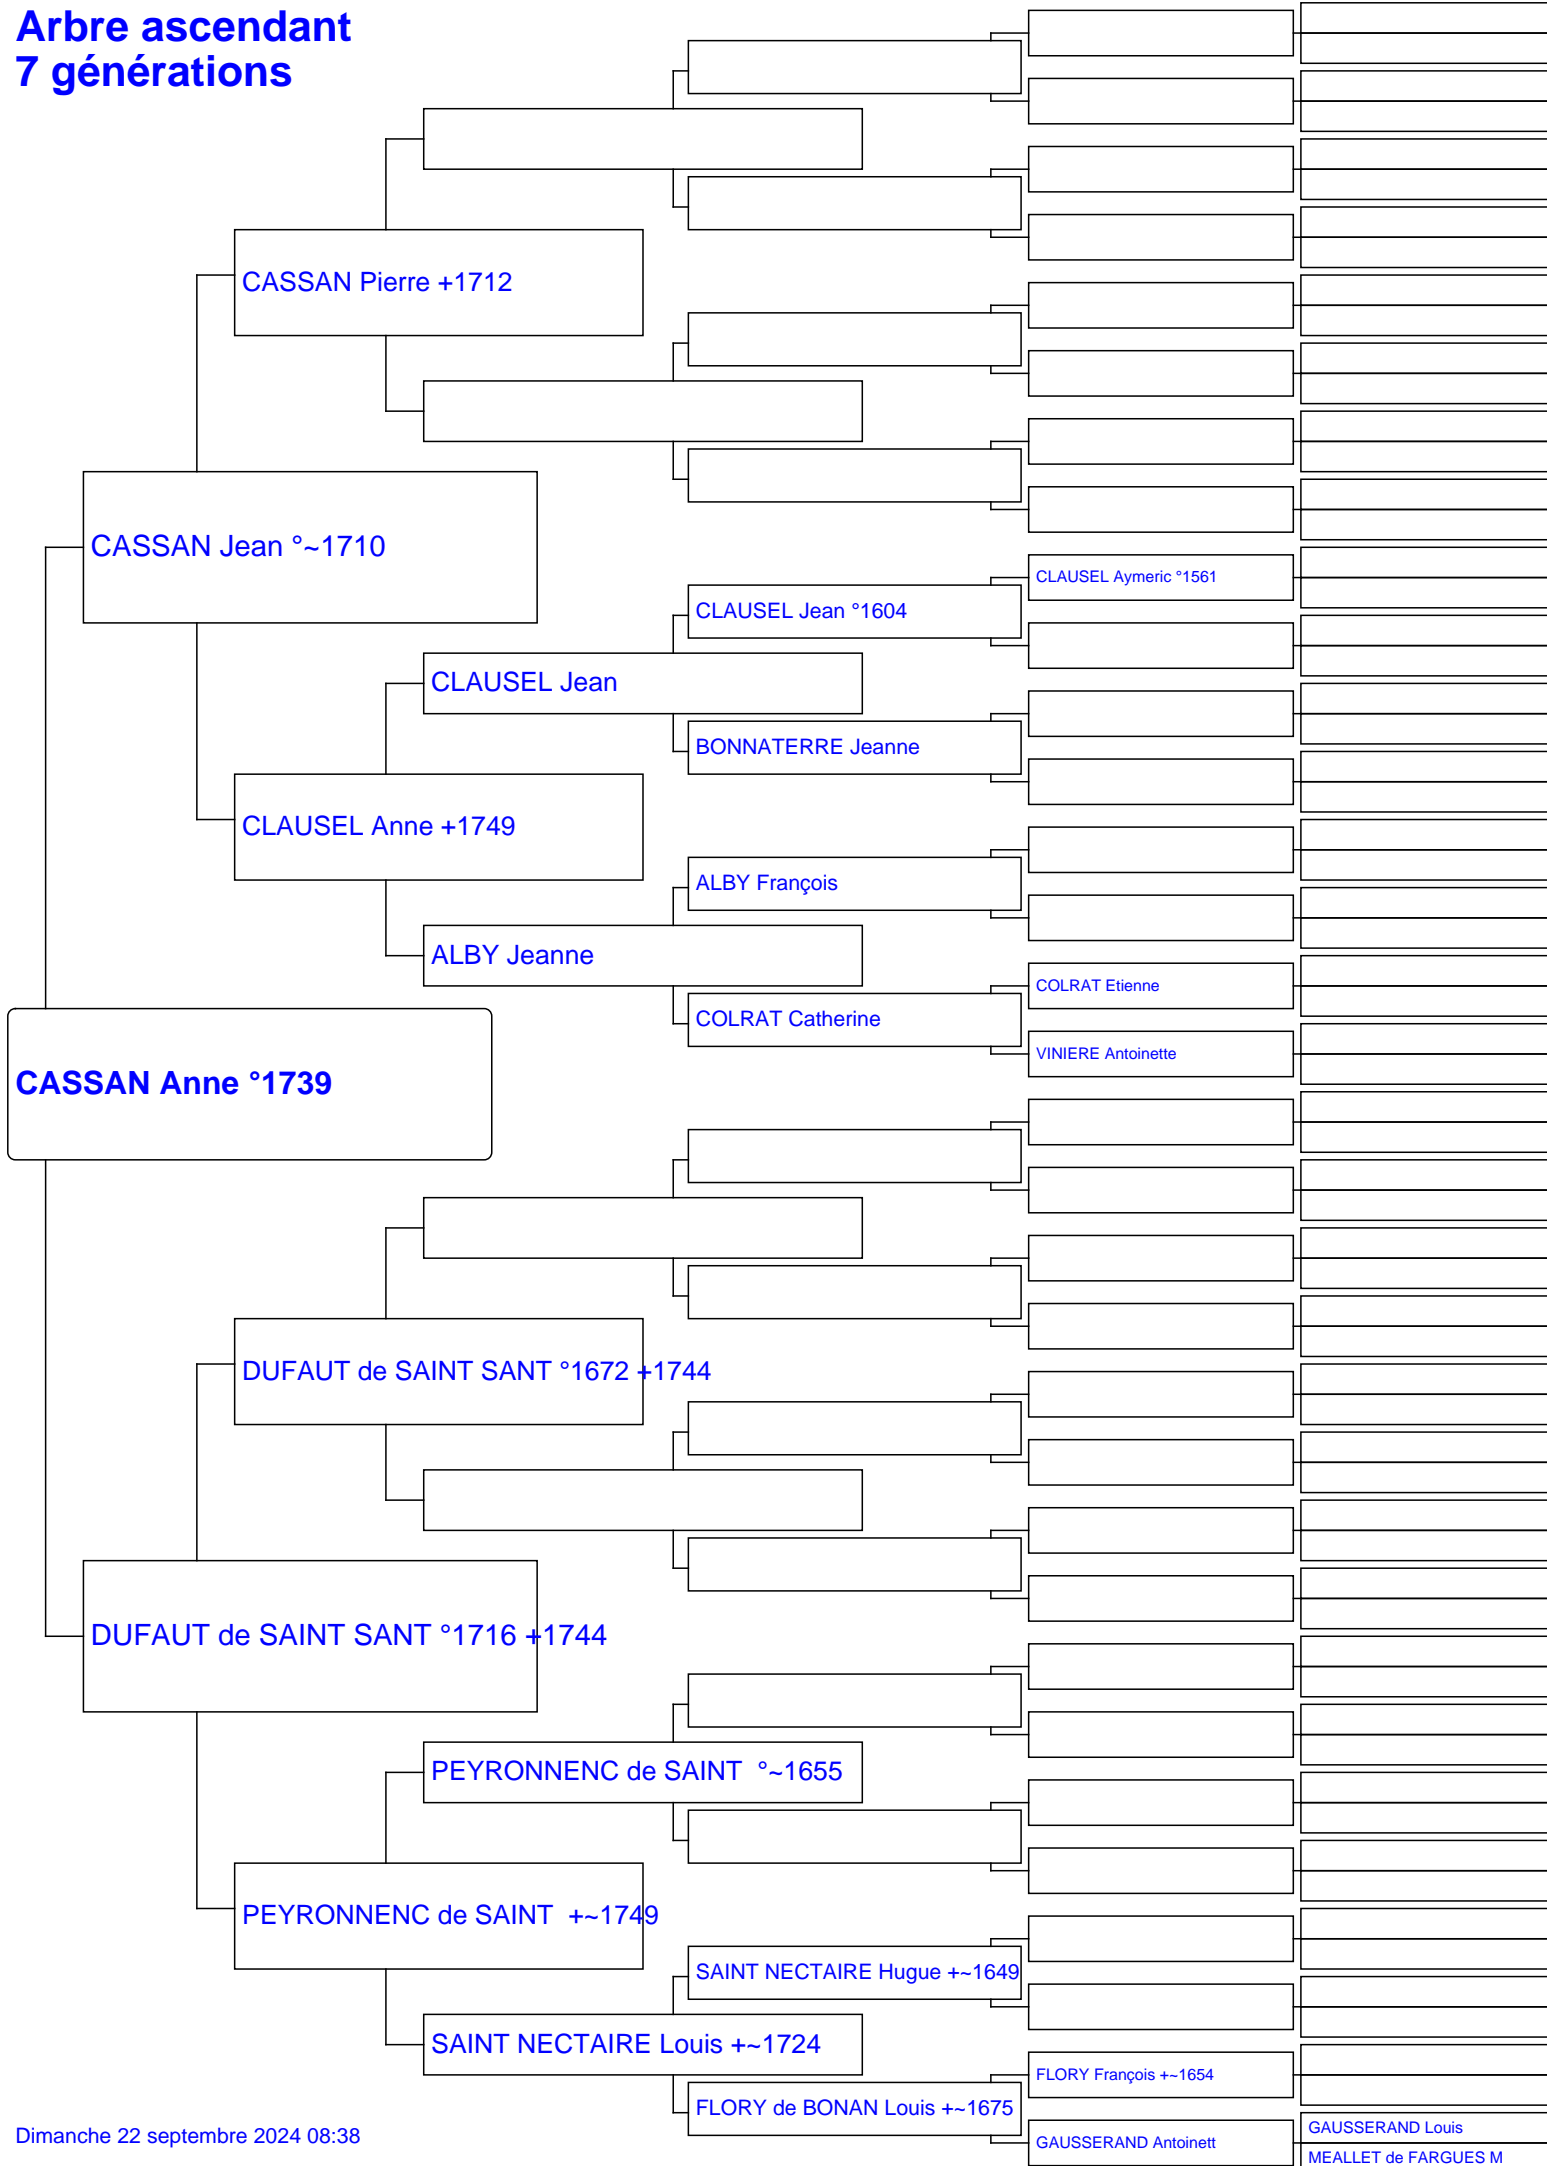 Arbre ascendant
7 générations
CASSAN Pierre +1712
CASSAN Jean °~1710
CLAUSEL Aymeric °1561
CLAUSEL Jean °1604
CLAUSEL Jean
BONNATERRE Jeanne
CLAUSEL Anne +1749
ALBY François
ALBY Jeanne
COLRAT Etienne
COLRAT Catherine
VINIERE Antoinette
CASSAN Anne °1739
DUFAUT de SAINT SANT °1672 +1744
DUFAUT de SAINT SANT °1716 +1744
PEYRONNENC de SAINT  °~1655
PEYRONNENC de SAINT  +~1749
SAINT NECTAIRE Hugue +~1649
SAINT NECTAIRE Louis +~1724
FLORY François +~1654
FLORY de BONAN Louis +~1675
GAUSSERAND Louis
GAUSSERAND Antoinett
MEALLET de FARGUES M
Dimanche 22 septembre 2024 08:38